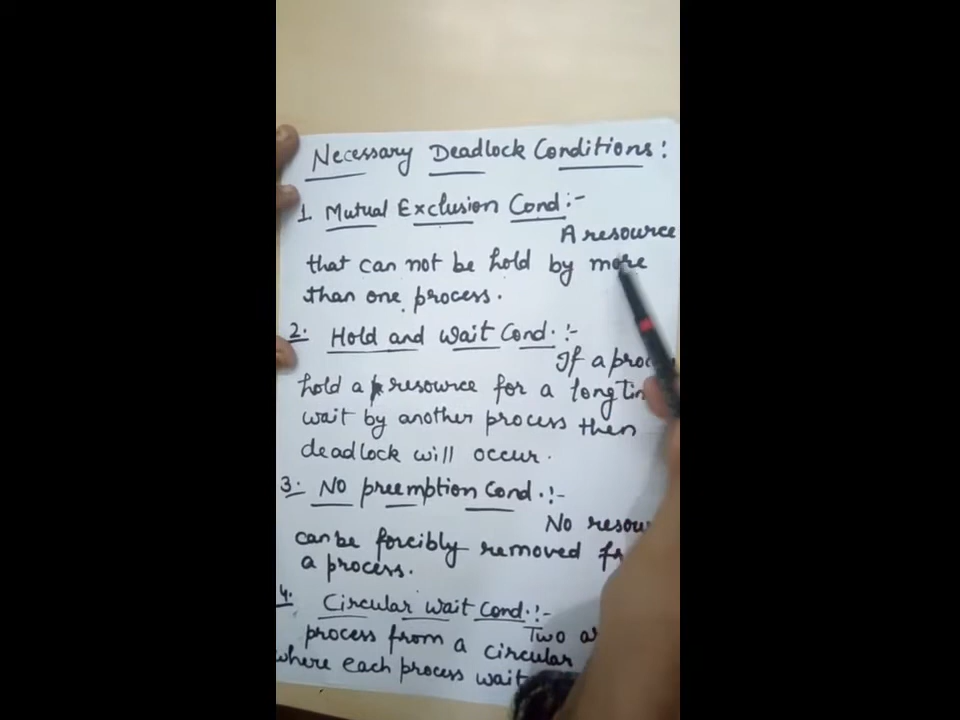 Necessary Deadlock Conditions:
1. Mutual Exclusion Cond:-
A resource
that can not be hold by more
than one process.
2. Hold and Wait Cond.:-
If a
hold a resource for a long
wait by another process then
deadlock will occur.
3. NO preemption Cond.:-
No
can be forcibly removed
a process.
4. Circular wait Cond.:-
Two
process from a circular
where each process wait